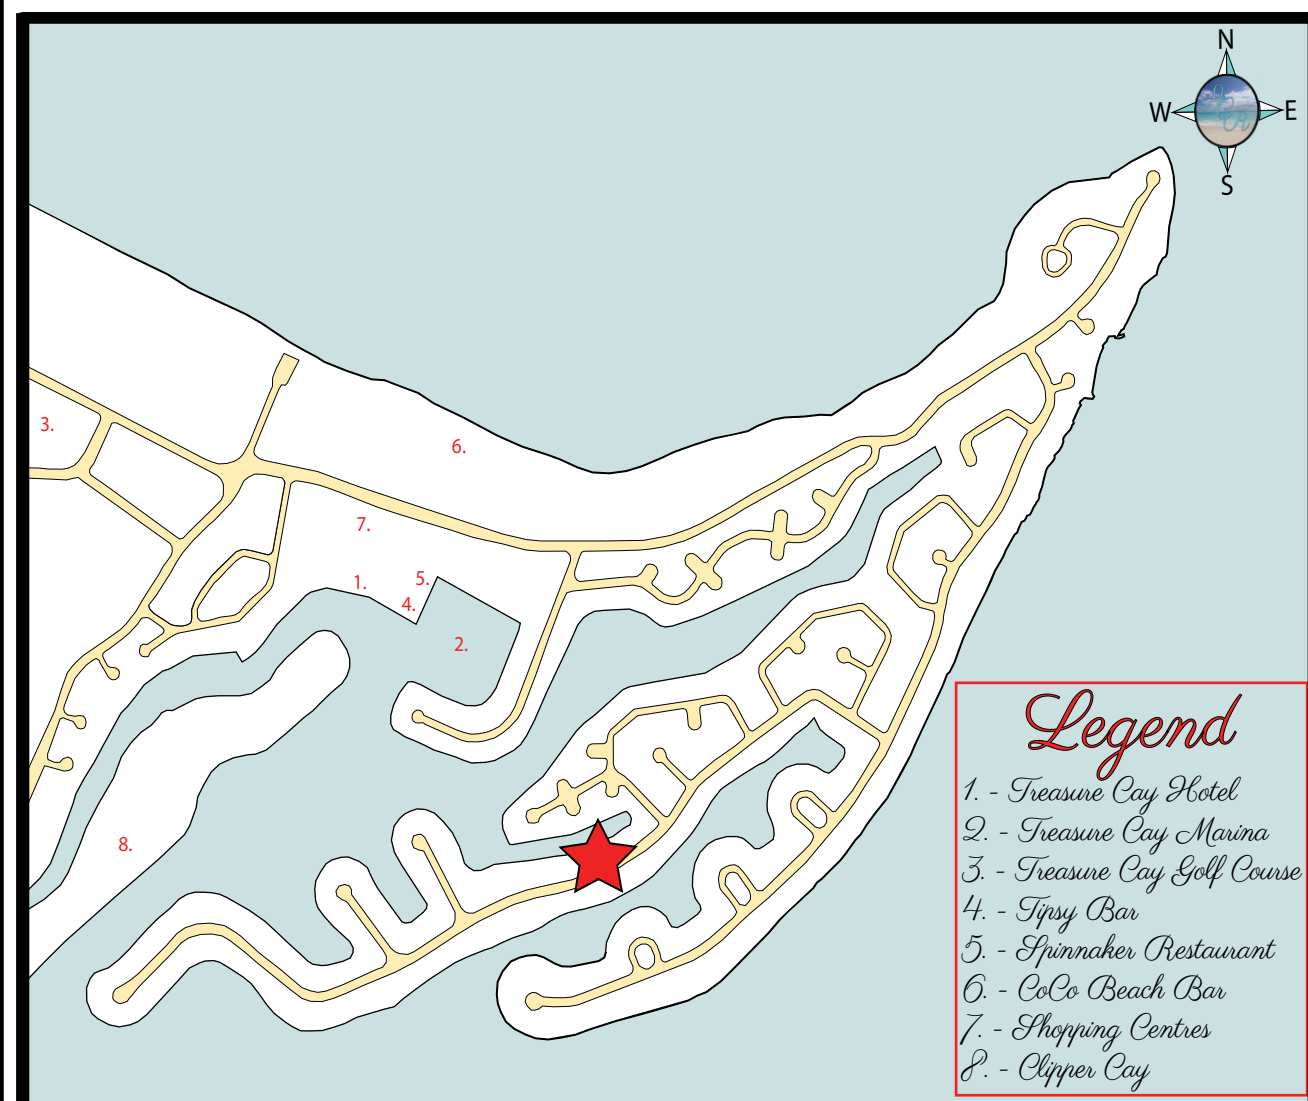 N
W E
S
3.
6.
7.
1.
5.
4.
2.
8.
Legend
1. - Treasure Cay Hotel
2. - Treasure Cay Marina
3. - Treasure Cay Golf Course
4. - Tipsy Bar
5. - Spinnaker Restaurant
6. - CoCo Beach Bar
7. - Shopping Centres
8. - Clipper Cay